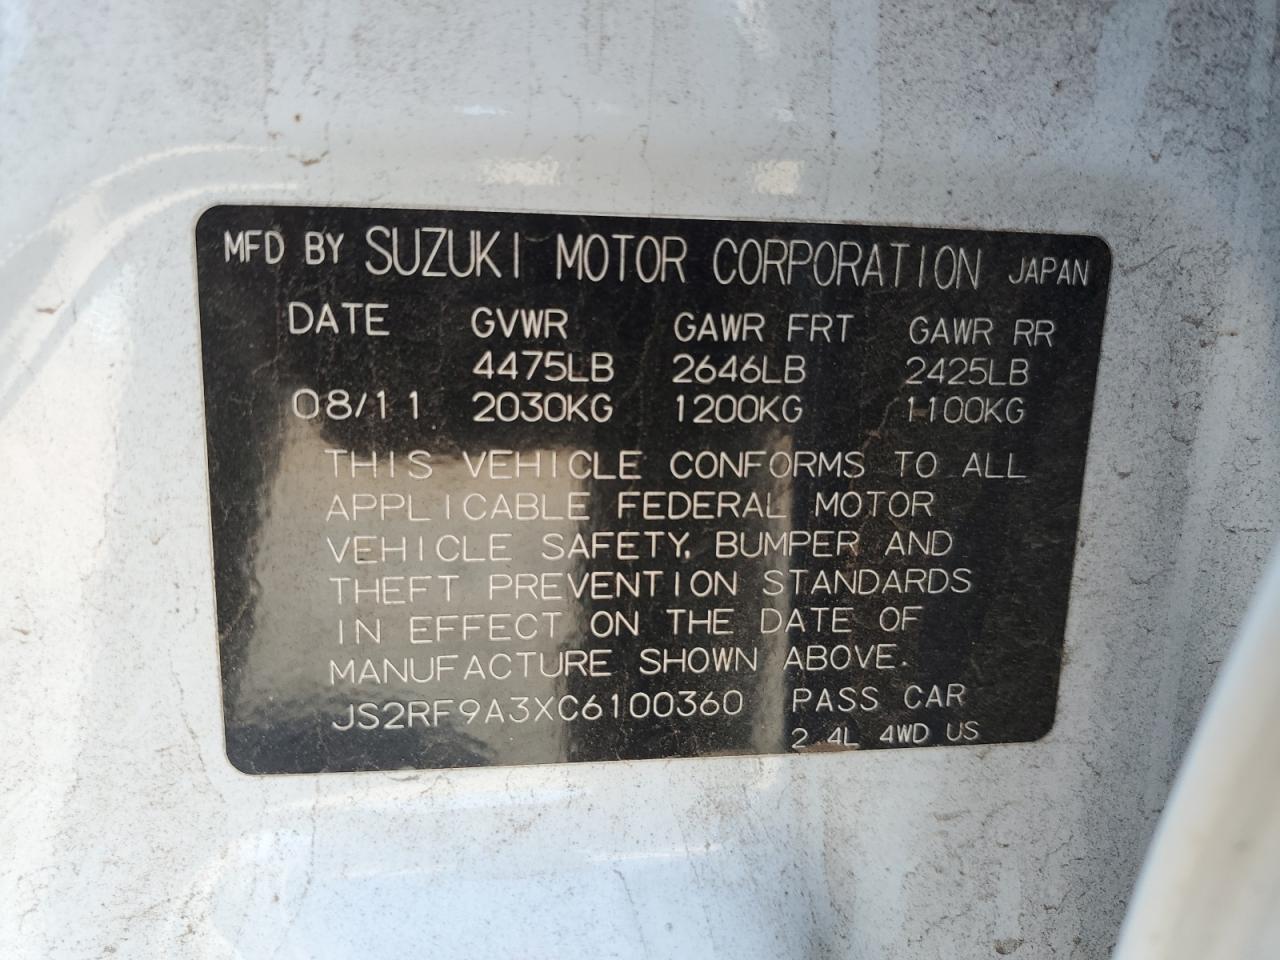 MFD BY SUZUKI MOTOR CORPORATION JAPAN
DATE GVWR GAWR FRT GAWR RR
4475LB 2646LB 2425LB
08/11 2030KG 1200KG 1100KG
THIS VEHICLE CONFORMS TO ALL
APPLICABLE FEDERAL MOTOR
VEHICLE SAFETY, BUMPER AND
THEFT PREVENTION STANDARDS
IN EFFECT ON THE DATE OF
MANUFACTURE SHOWN ABOVE.
JS2RF9A3XC6100360 PASS CAR
2.4L 4WD US